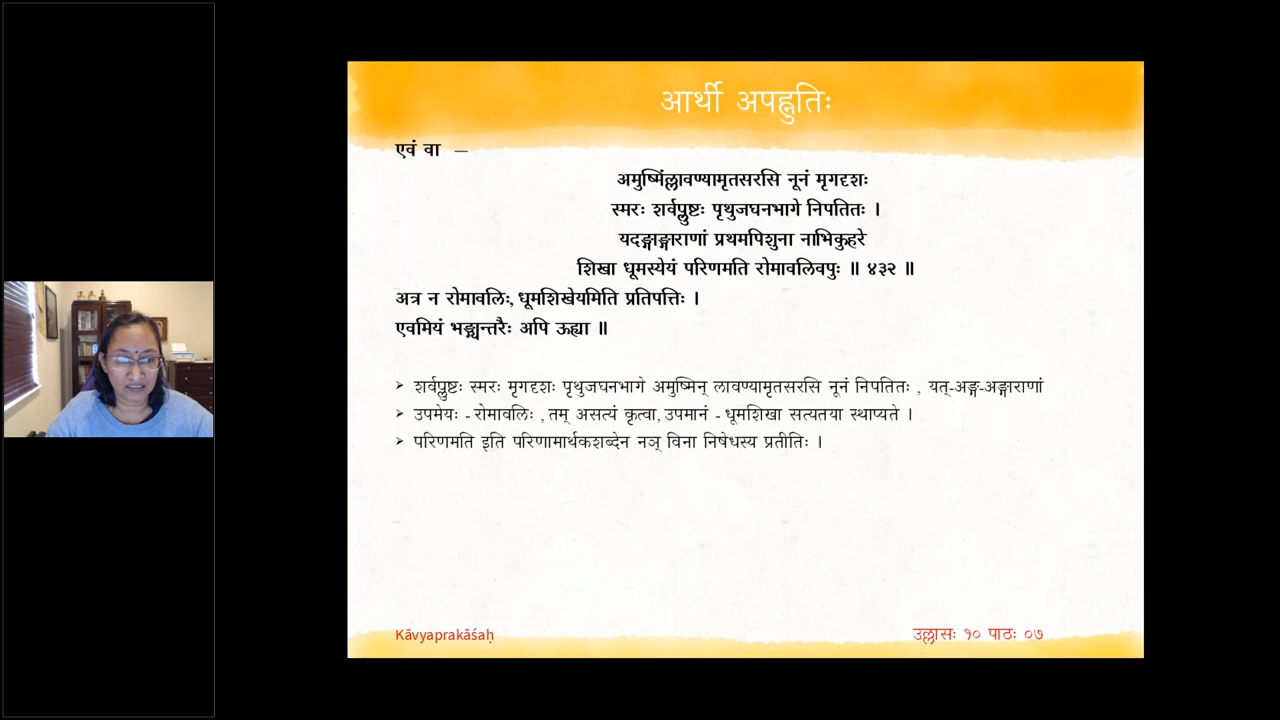 आर्थी अपह्नुतिः
एवं वा –
अमुष्मिंल्लावण्यामृतसरसि नूनं मृगदृशः
स्मरः शर्वप्लुष्टः पृथुजघनभागे निपतितः ।
यदङ्गाङ्गाराणां प्रथमपिशुना नाभिकुहरे
शिखा धूमस्येयं परिणमति रोमावलिवपुः ॥ ४३२ ॥
अत्र न रोमावलिः, धूमशिखेयमिति प्रतिपत्तिः ।
एवमियं भङ्ग्यन्तरैः अपि ऊह्या ॥
➢ शर्वप्लुष्टः स्मरः मृगदृशः पृथुजघनभागे अमुष्मिन् लावण्यामृतसरसि नूनं निपतितः , यत्-अङ्ग-अङ्गाराणां
➢ उपमेयः - रोमावलिः , तम् असत्यं कृत्वा, उपमानं - धूमशिखा सत्यतया स्थाप्यते ।
➢ परिणमति इति परिणामार्थकशब्देन नञ् विना निषेधस्य प्रतीतिः ।
Kāvyaprakāśaḥ
उल्लासः १० पाठः ०७